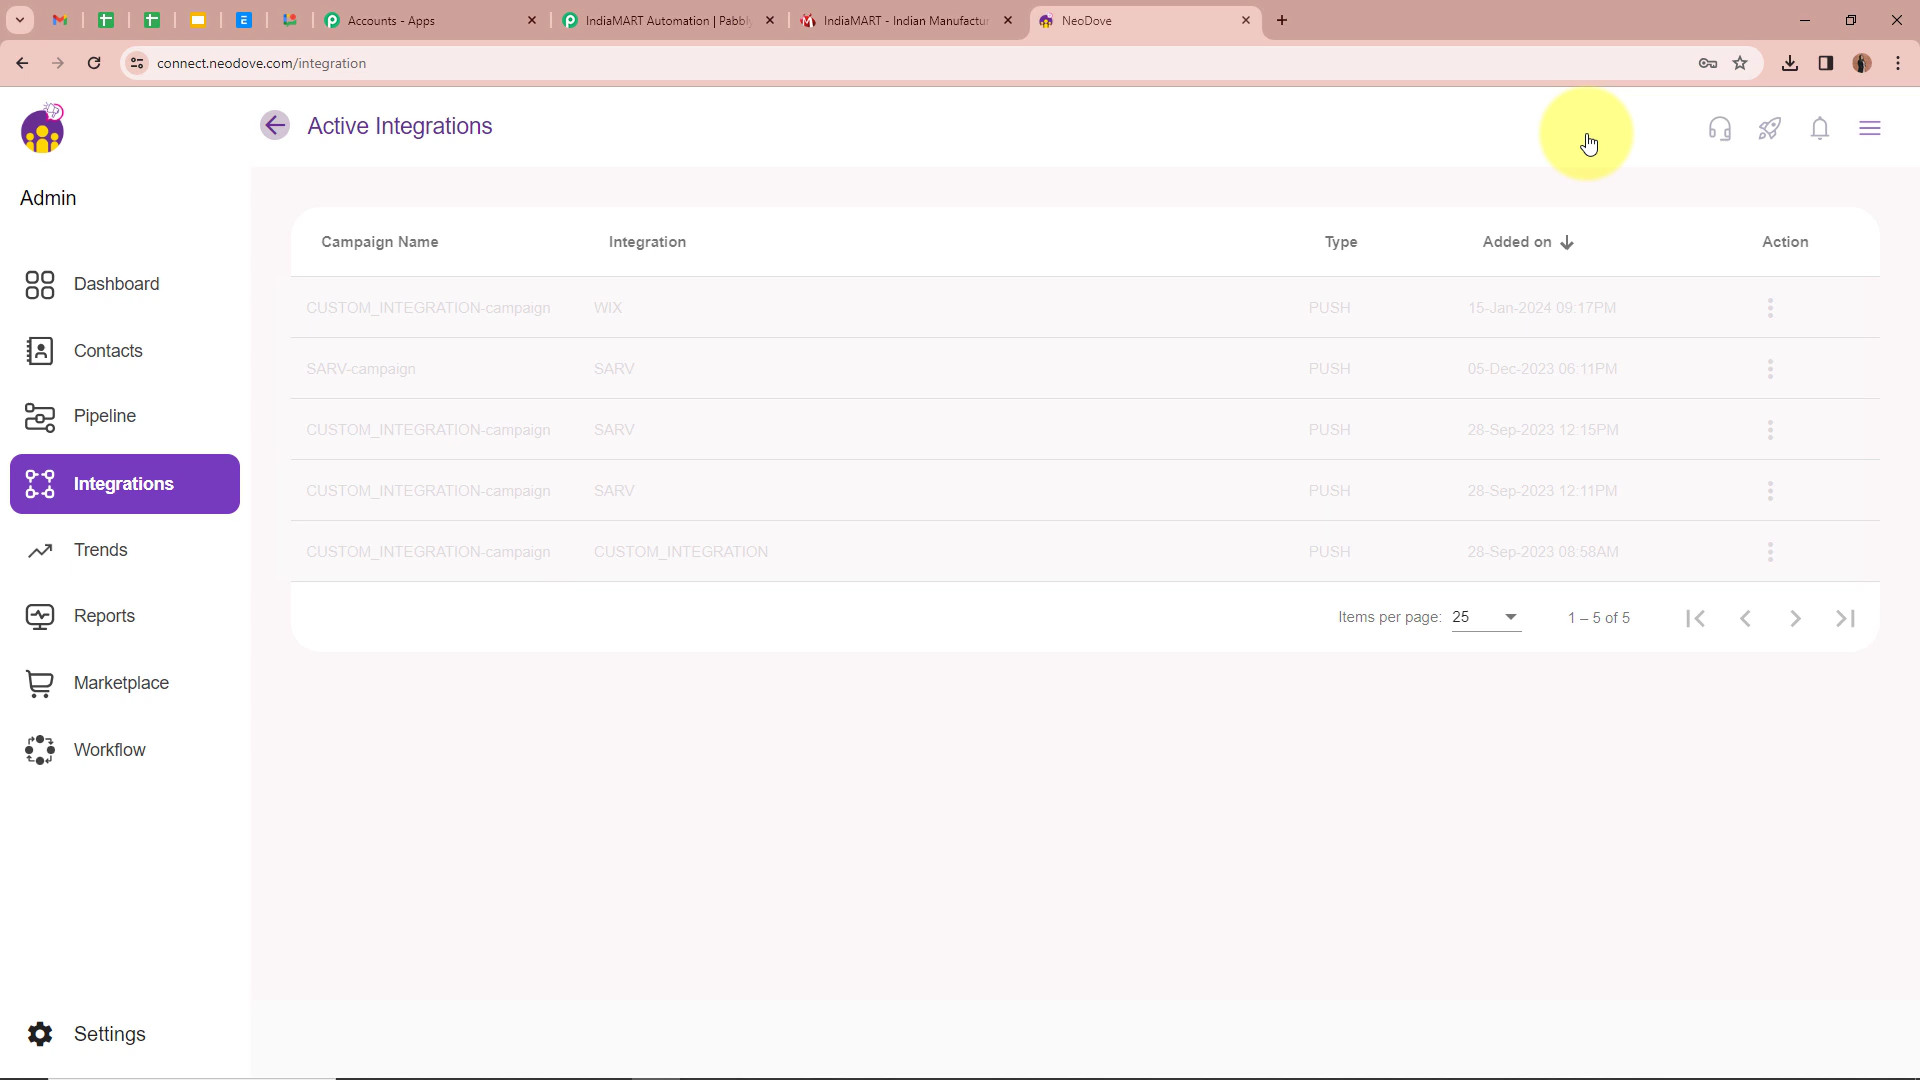 Accounts - Apps
IndiaMART Automation | Pabbly
IndiaMART - Indian Manufactur
NeoDove
connect.neodove.com/integration
Active Integrations
Admin
Dashboard
Contacts
Pipeline
Integrations
Trends
Reports
Marketplace
Workflow
Settings
Campaign Name Integration Type Added on Action
CUSTOM_INTEGRATION-campaign WIX PUSH 15-Jan-2024 09:17PM
SARV-campaign SARV PUSH 05-Dec-2023 06:11PM
CUSTOM_INTEGRATION-campaign SARV PUSH 28-Sep-2023 12:15PM
CUSTOM_INTEGRATION-campaign SARV PUSH 28-Sep-2023 12:11PM
CUSTOM_INTEGRATION-campaign CUSTOM_INTEGRATION PUSH 28-Sep-2023 08:58AM
Items per page: 25 1 – 5 of 5